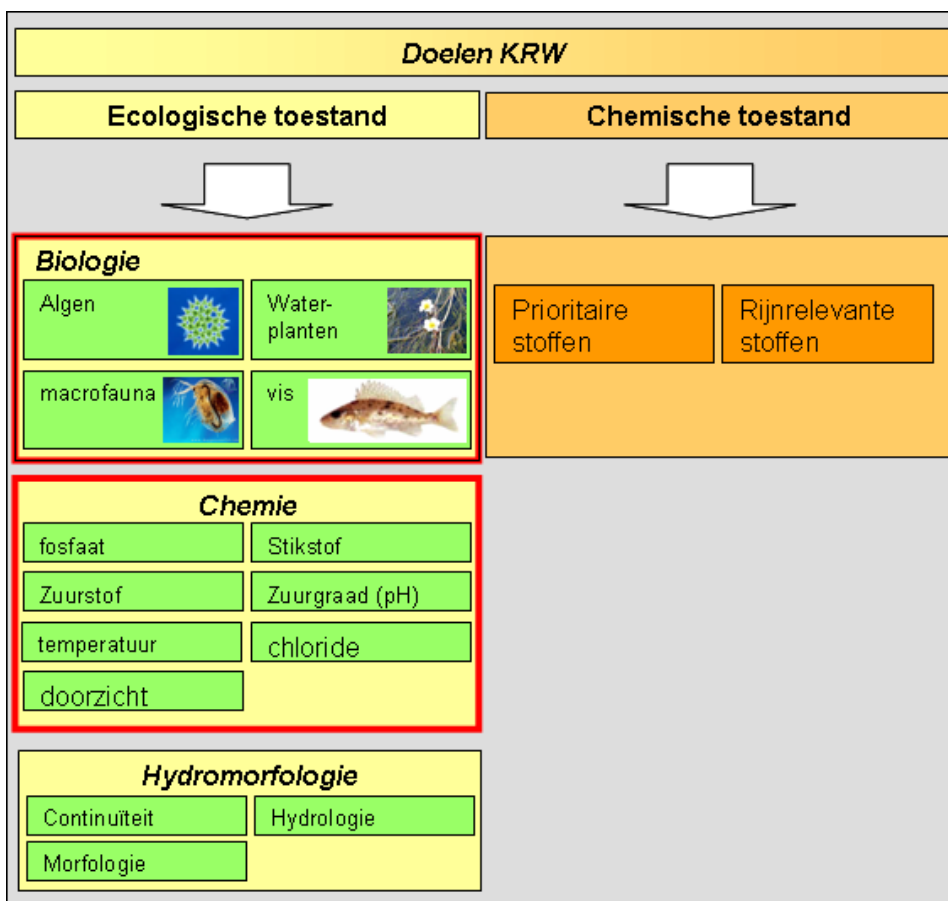 Doelen KRW
Ecologische toestand
Chemische toestand
Biologie
Algen
Water-
planten
macrofauna
vis
Prioritaire
stoffen
Rijnrelevante
stoffen
Chemie
fosfaat
Stikstof
Zuurstof
Zuurgraad (pH)
temperatuur
chloride
doorzicht
Hydromorfologie
Continuïteit
Hydrologie
Morfologie